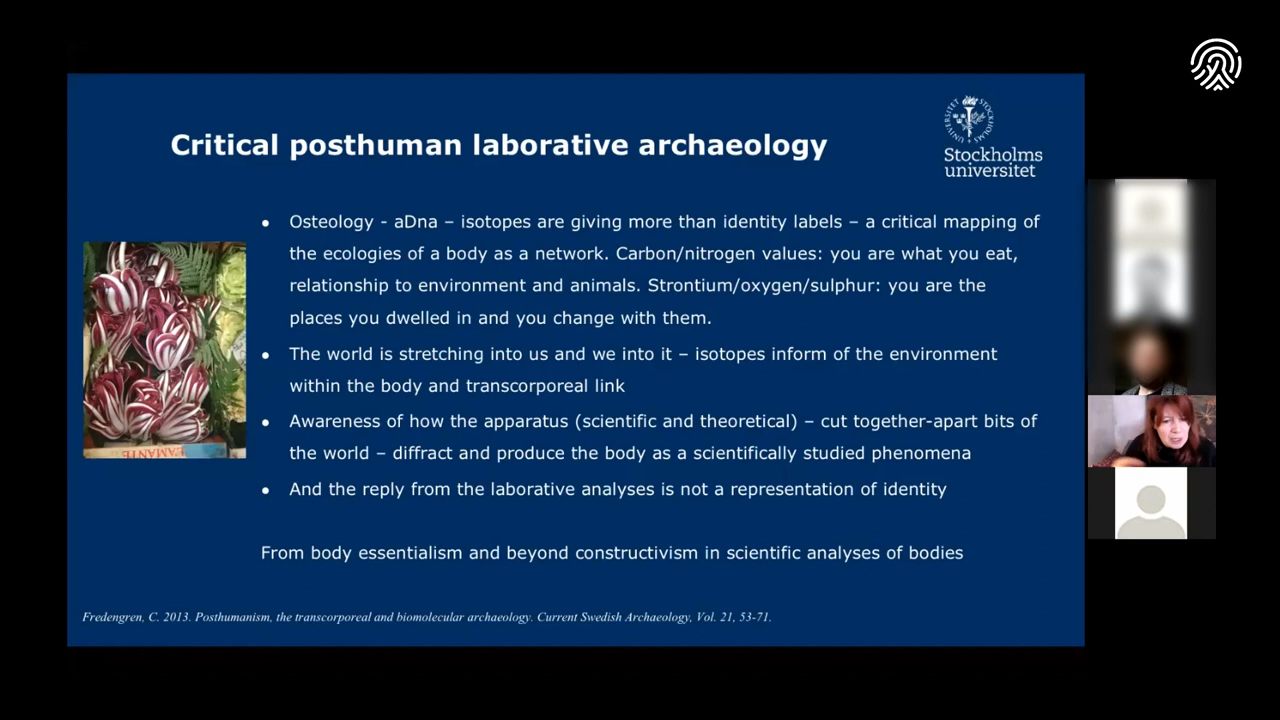 Critical posthuman laborative archaeology
Stockholms
universitet
• Osteology - aDna – isotopes are giving more than identity labels – a critical mapping of
the ecologies of a body as a network. Carbon/nitrogen values: you are what you eat,
relationship to environment and animals. Strontium/oxygen/sulphur: you are the
places you dwelled in and you change with them.
• The world is stretching into us and we into it – isotopes inform of the environment
within the body and transcorporeal link
• Awareness of how the apparatus (scientific and theoretical) – cut together-apart bits of
the world – diffract and produce the body as a scientifically studied phenomena
• And the reply from the laborative analyses is not a representation of identity
From body essentialism and beyond constructivism in scientific analyses of bodies
Fredengren, C. 2013. Posthumanism, the transcorporeal and biomolecular archaeology. Current Swedish Archaeology, Vol. 21, 53-71.